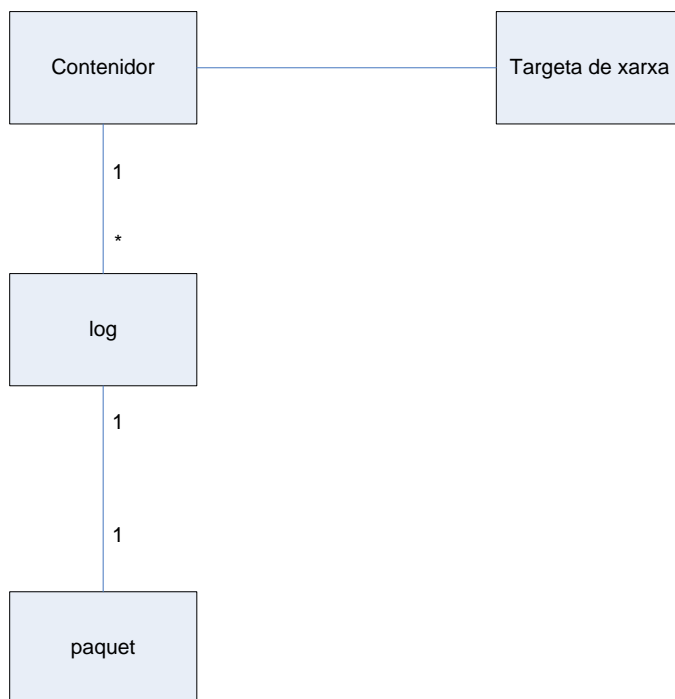 Contenidor
Targeta de xarxa
1
*
log
1
1
paquet